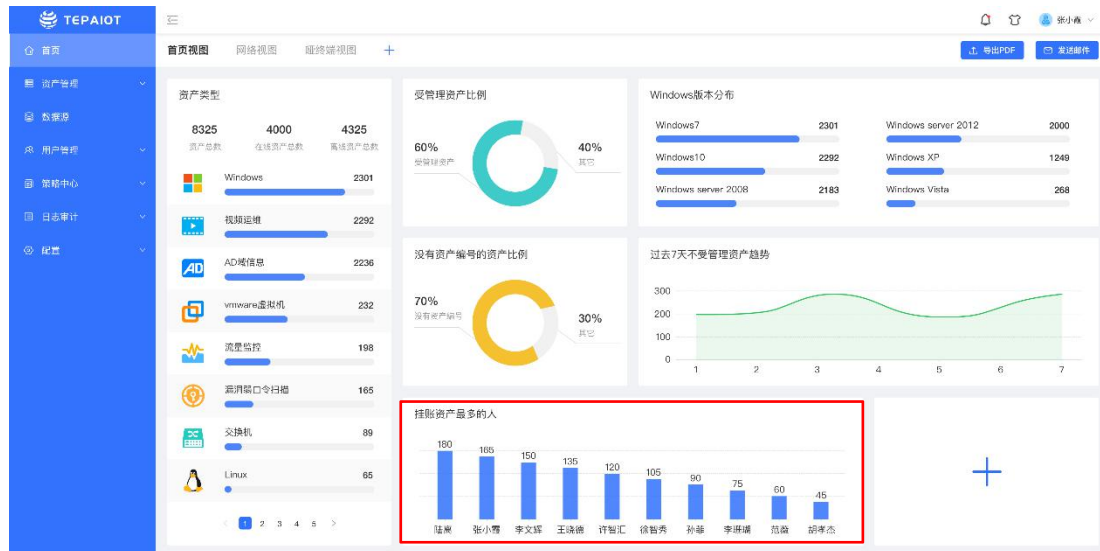 TEPAIOT
张小霞
首页
首页视图 网络视图 哑终端视图
导出PDF 发送邮件
资产管理
数据源
用户管理
策略中心
日志审计
配置
资产类型
8325 4000 4325
资产总数 在线资产总数 离线资产总数
Windows 2301
视频运维 2292
AD域信息 2236
vmware虚拟机 232
流量监控 198
漏洞弱口令扫描 165
交换机 89
Linux 65
1 2 3 4 5
受管理资产比例
60%
受管理资产
40%
其它
Windows版本分布
Windows7 2301
Windows server 2012 2000
Windows10 2292
Windows XP 1249
Windows server 2008 2183
Windows Vista 268
没有资产编号的资产比例
70%
没有资产编号
30%
其它
过去7天不受管理资产趋势
300
200
100
0
1 2 3 4 5 6 7
挂账资产最多的人
180 165 150 135 120 105 90 75 60 45
张小霞 李文辉 王晓德 许智汇 徐智秀 孙菲 李珊瑚 范薇 胡孝杰